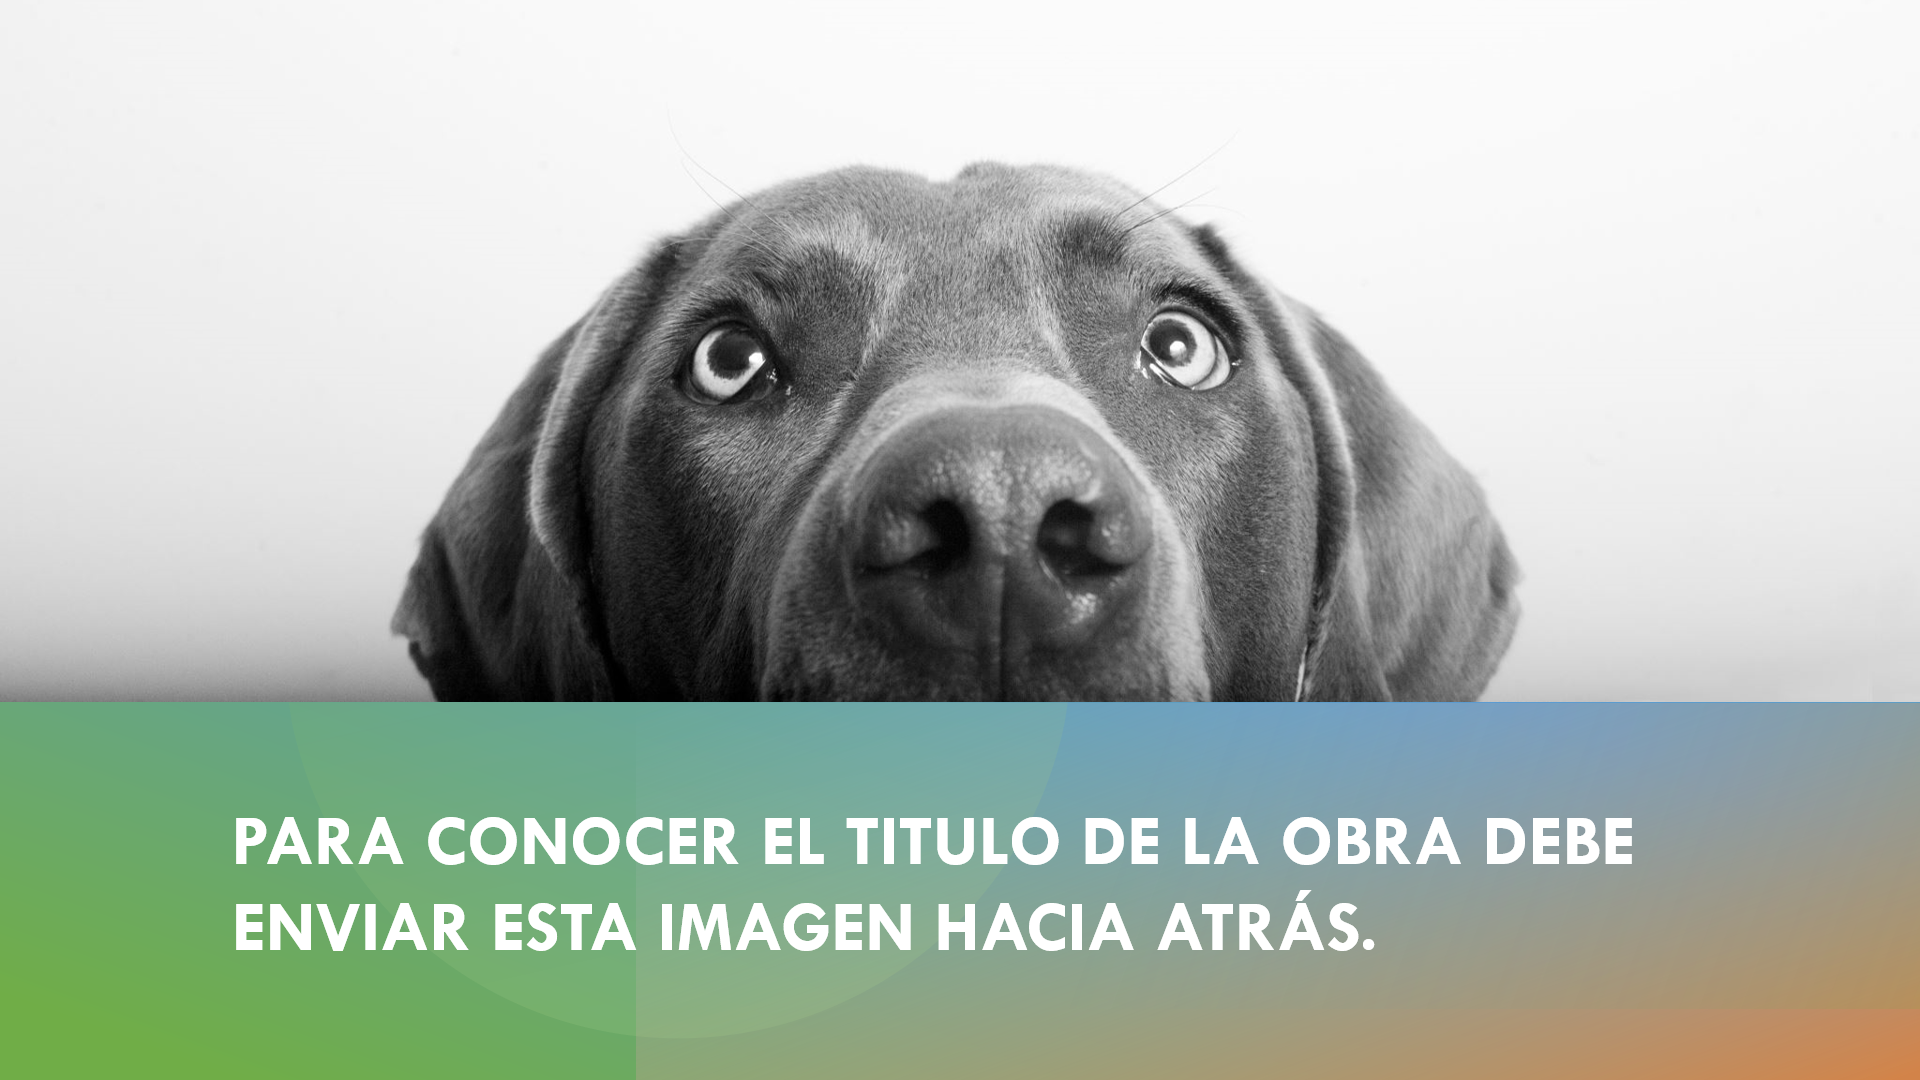 PARA CONOCER EL TITULO DE LA OBRA DEBE
ENVIAR ESTA IMAGEN HACIA ATRÁS.